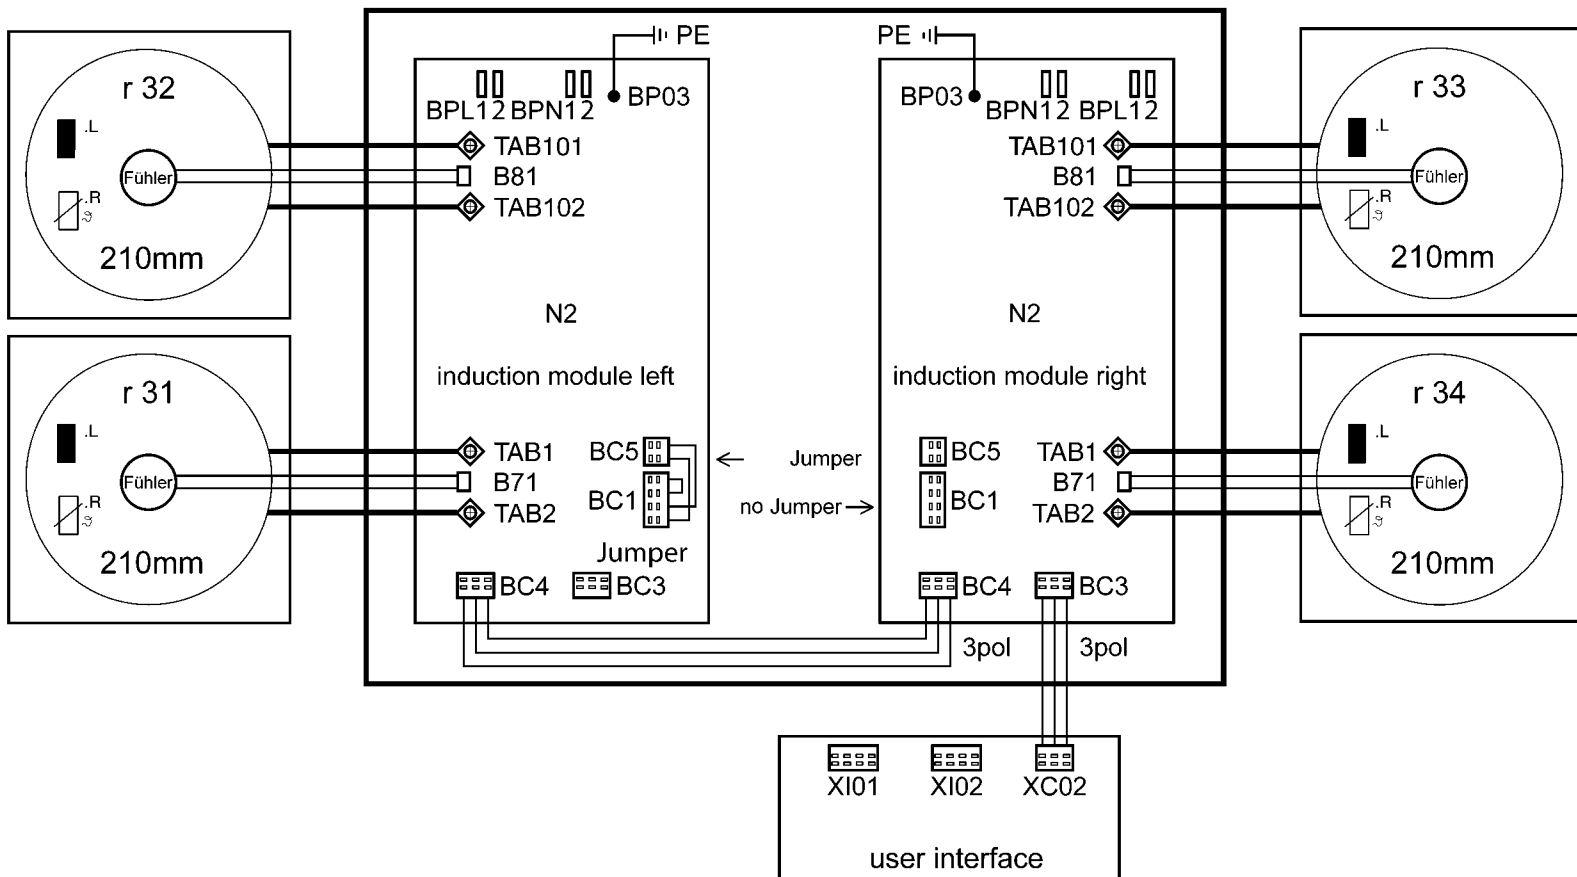 r 32
.L
Fühler
.R
ϑ
210mm
r 31
.L
Fühler
.R
ϑ
210mm
PE
BPL12 BPN12 BP03
TAB101
B81
TAB102
N2
induction module left
TAB1
B71
TAB2
BC5
BC1
Jumper
BC4
BC3
Jumper
no Jumper
PE
BP03 BPN12 BPL12
TAB101
B81
TAB102
N2
induction module right
BC5
BC1
TAB1
B71
TAB2
BC4
BC3
3pol
3pol
r 33
.L
Fühler
.R
ϑ
210mm
r 34
.L
Fühler
.R
ϑ
210mm
XI01 XI02 XC02
user interface